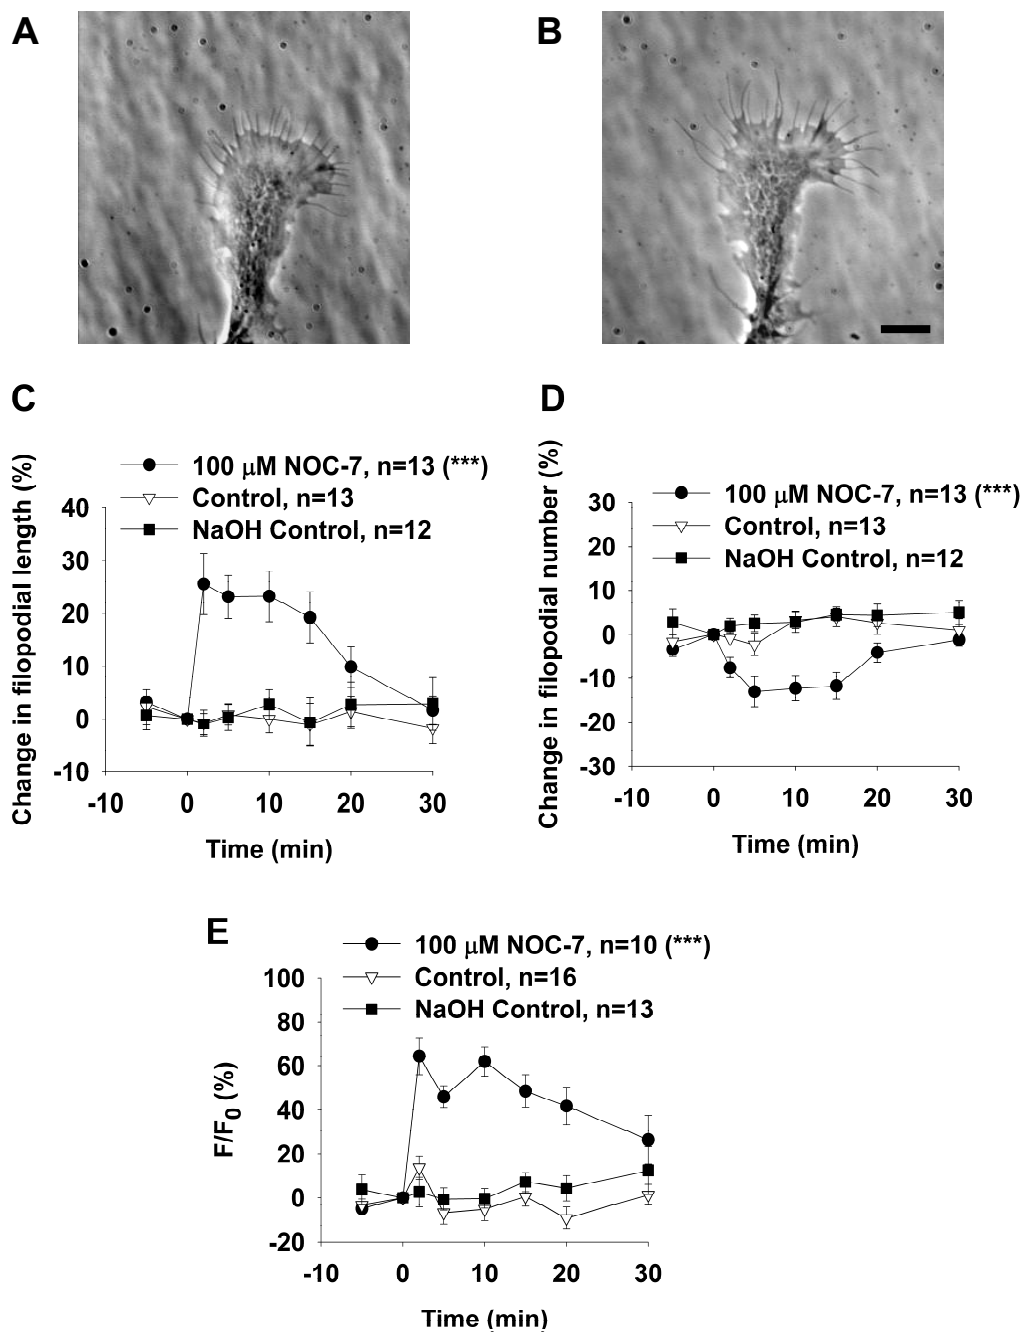 A
B
C
D
100 μM NOC-7, n=13 (***)
Control, n=13
NaOH Control, n=12
Change in filopodial length (%)
40
30
20
10
0
-10
-10 0 10 20 30
Time (min)
100 μM NOC-7, n=13 (***)
Control, n=13
NaOH Control, n=12
Change in filopodial number (%)
30
20
10
0
-10
-20
-30
-10 0 10 20 30
Time (min)
E
100 μM NOC-7, n=10 (***)
Control, n=16
NaOH Control, n=13
F/F0 (%)
100
80
60
40
20
0
-20
-10 0 10 20 30
Time (min)